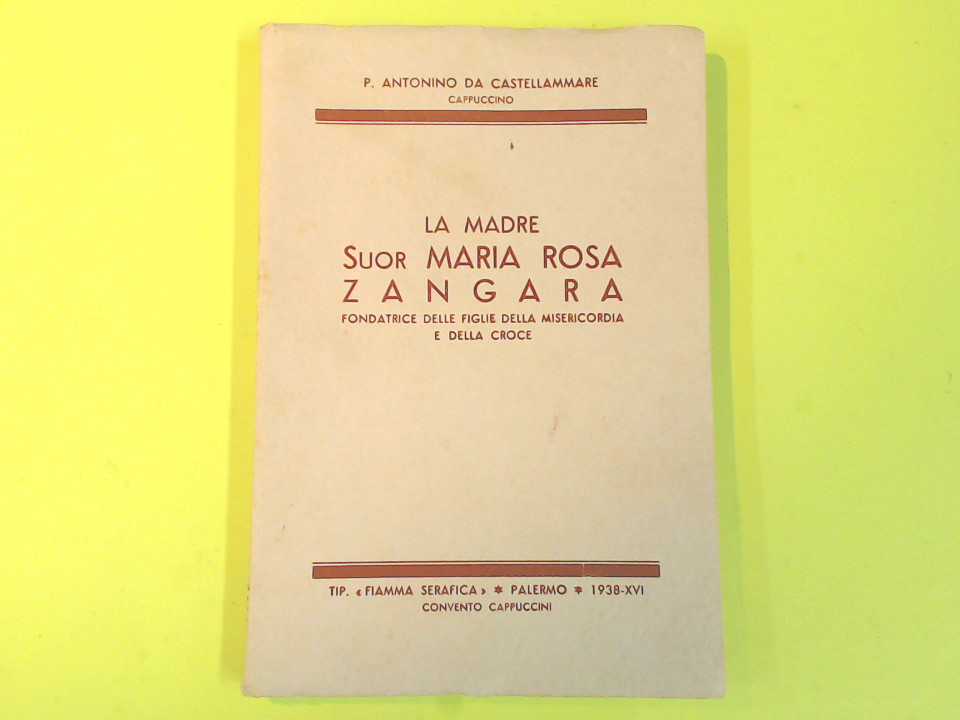 P. ANTONINO DA CASTELLAMMARE
CAPPUCCINO
LA MADRE
SUOR MARIA ROSA
ZANGARA
FONDATRICE DELLE FIGLIE DELLA MISERICORDIA
E DELLA CROCE
TIP. «FIAMMA SERAFICA» * PALERMO * 1938-XVI
CONVENTO CAPPUCCINI